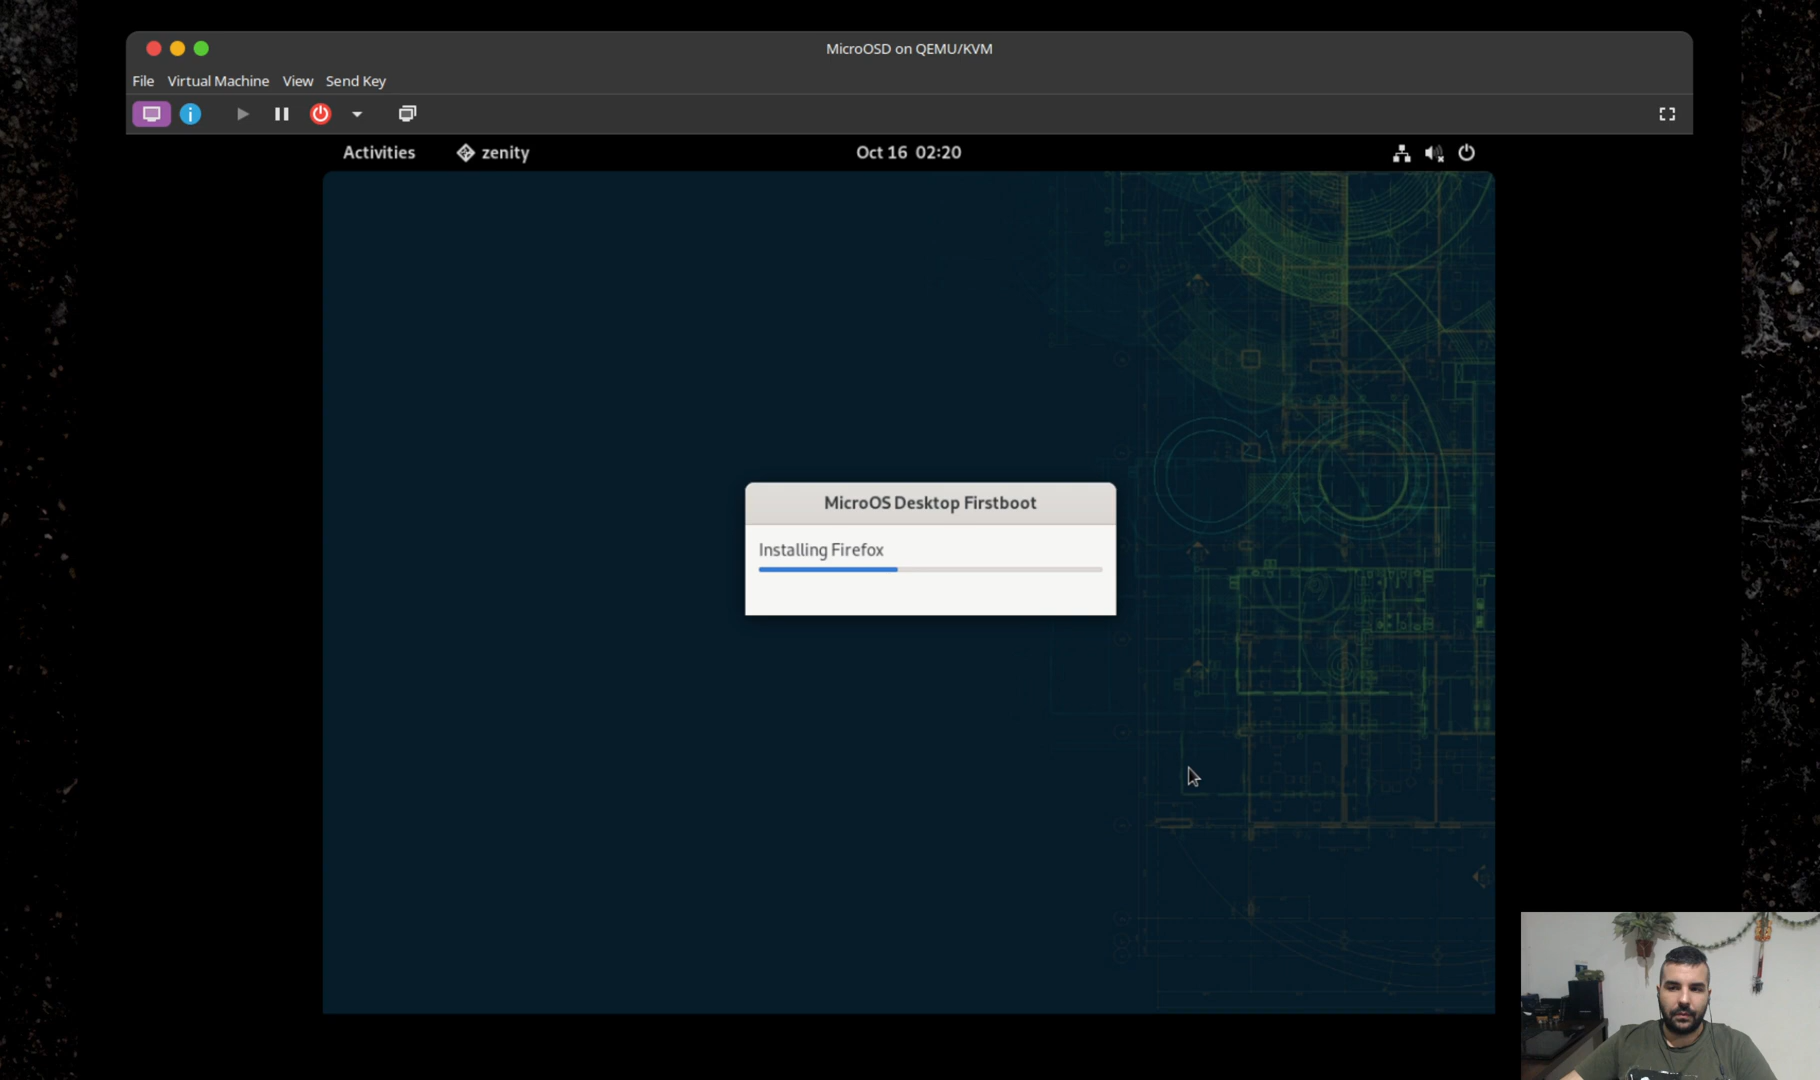 MicroOSD on QEMU/KVM
File Virtual Machine View Send Key
Activities zenity Oct 16 02:20
MicroOS Desktop Firstboot
Installing Firefox